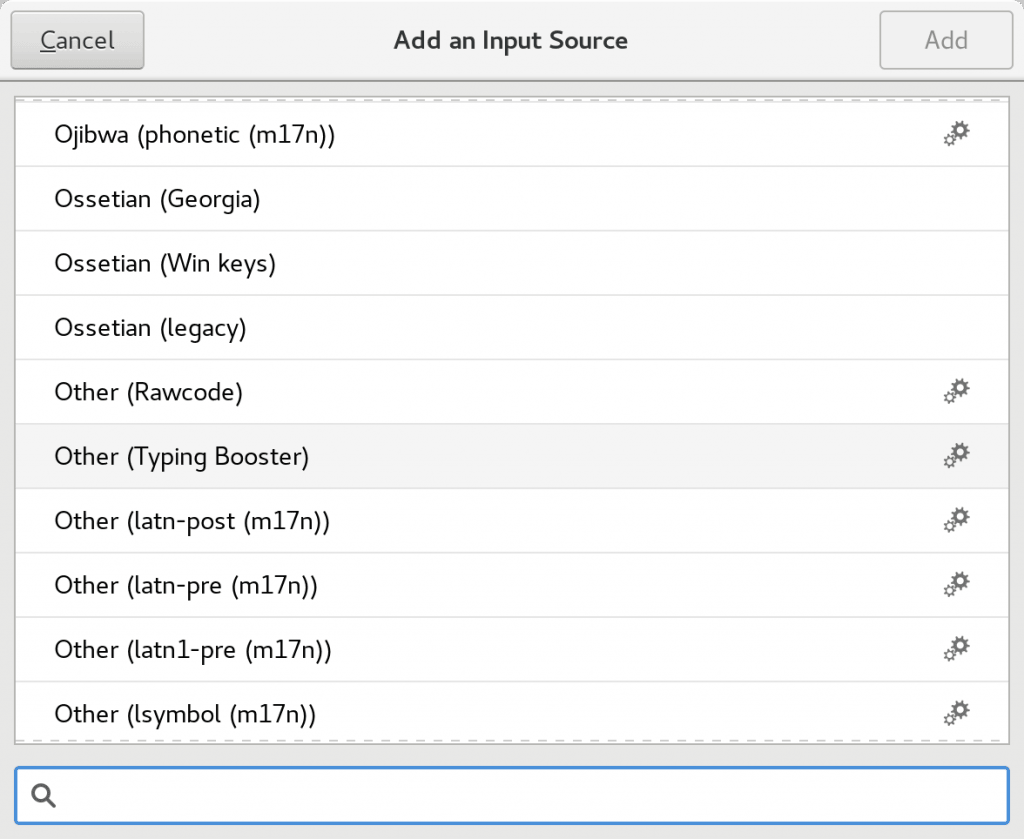 Cancel
Add an Input Source
Add
Ojibwa (phonetic (m17n))
Ossetian (Georgia)
Ossetian (Win keys)
Ossetian (legacy)
Other (Rawcode)
Other (Typing Booster)
Other (latn-post (m17n))
Other (latn-pre (m17n))
Other (latn1-pre (m17n))
Other (lsymbol (m17n))